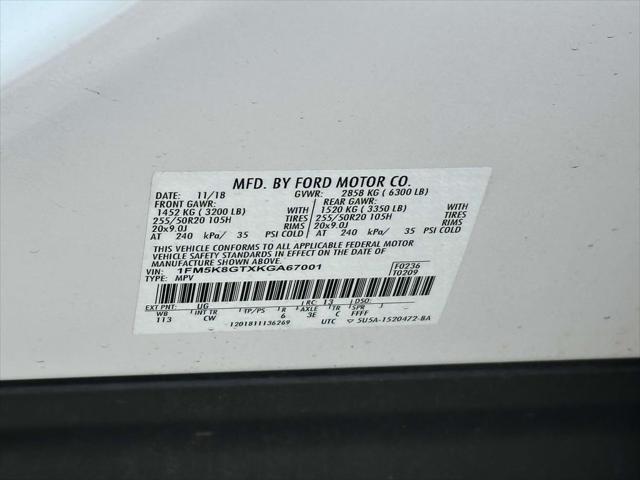 MFD. BY FORD MOTOR CO.
DATE: 11/18 GVWR: 2858 KG ( 6300 LB)
FRONT GAWR: REAR GAWR:
1452 KG ( 3200 LB) WITH 1520 KG ( 3350 LB) WITH
255/50R20 105H TIRES 255/50R20 105H TIRES
20x9.0J RIMS 20x9.0J RIMS
AT 240 kPa/ 35 PSI COLD AT 240 kPa/ 35 PSI COLD
THIS VEHICLE CONFORMS TO ALL APPLICABLE FEDERAL MOTOR
VEHICLE SAFETY STANDARDS IN EFFECT ON THE DATE OF
MANUFACTURE SHOWN ABOVE.
VIN: 1FM5K8GTXKGA67001 F0236
TYPE: MPV T0209
EXT PNT: UG RC: 13 DSO:
WB INT TR TP/PS R AXLE TR SPR
113 CW 6 3E C FFFF
1201811136269 UTC ▽ 5U5A-1520472-BA